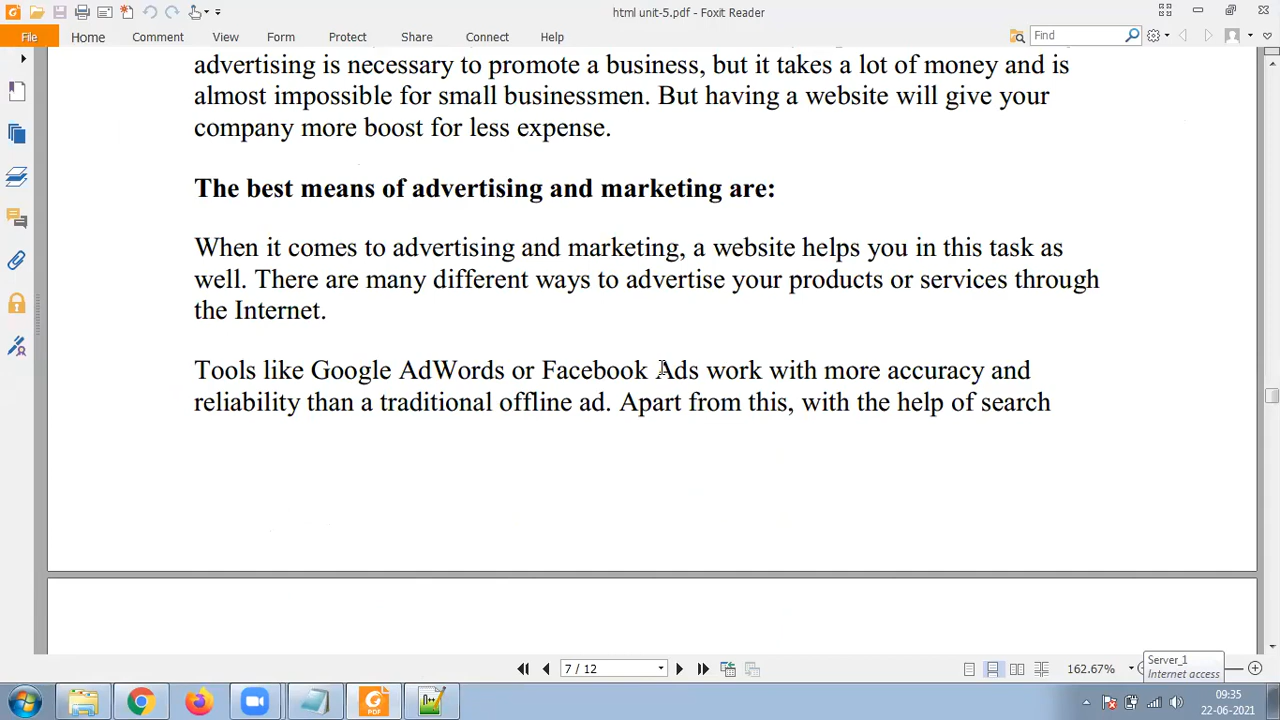 html unit-5.pdf - Foxit Reader
File Home Comment View Form Protect Share Connect Help Find
advertising is necessary to promote a business, but it takes a lot of money and is
almost impossible for small businessmen. But having a website will give your
company more boost for less expense.
The best means of advertising and marketing are:
When it comes to advertising and marketing, a website helps you in this task as
well. There are many different ways to advertise your products or services through
the Internet.
Tools like Google AdWords or Facebook Ads work with more accuracy and
reliability than a traditional offline ad. Apart from this, with the help of search
7 / 12
162.67%
Server_1
Internet access
PDF
09:35
22-06-2021